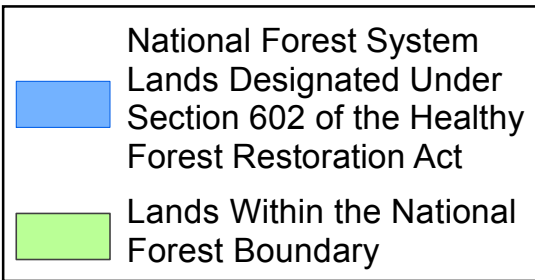 National Forest System
Lands Designated Under
Section 602 of the Healthy
Forest Restoration Act
Lands Within the National
Forest Boundary